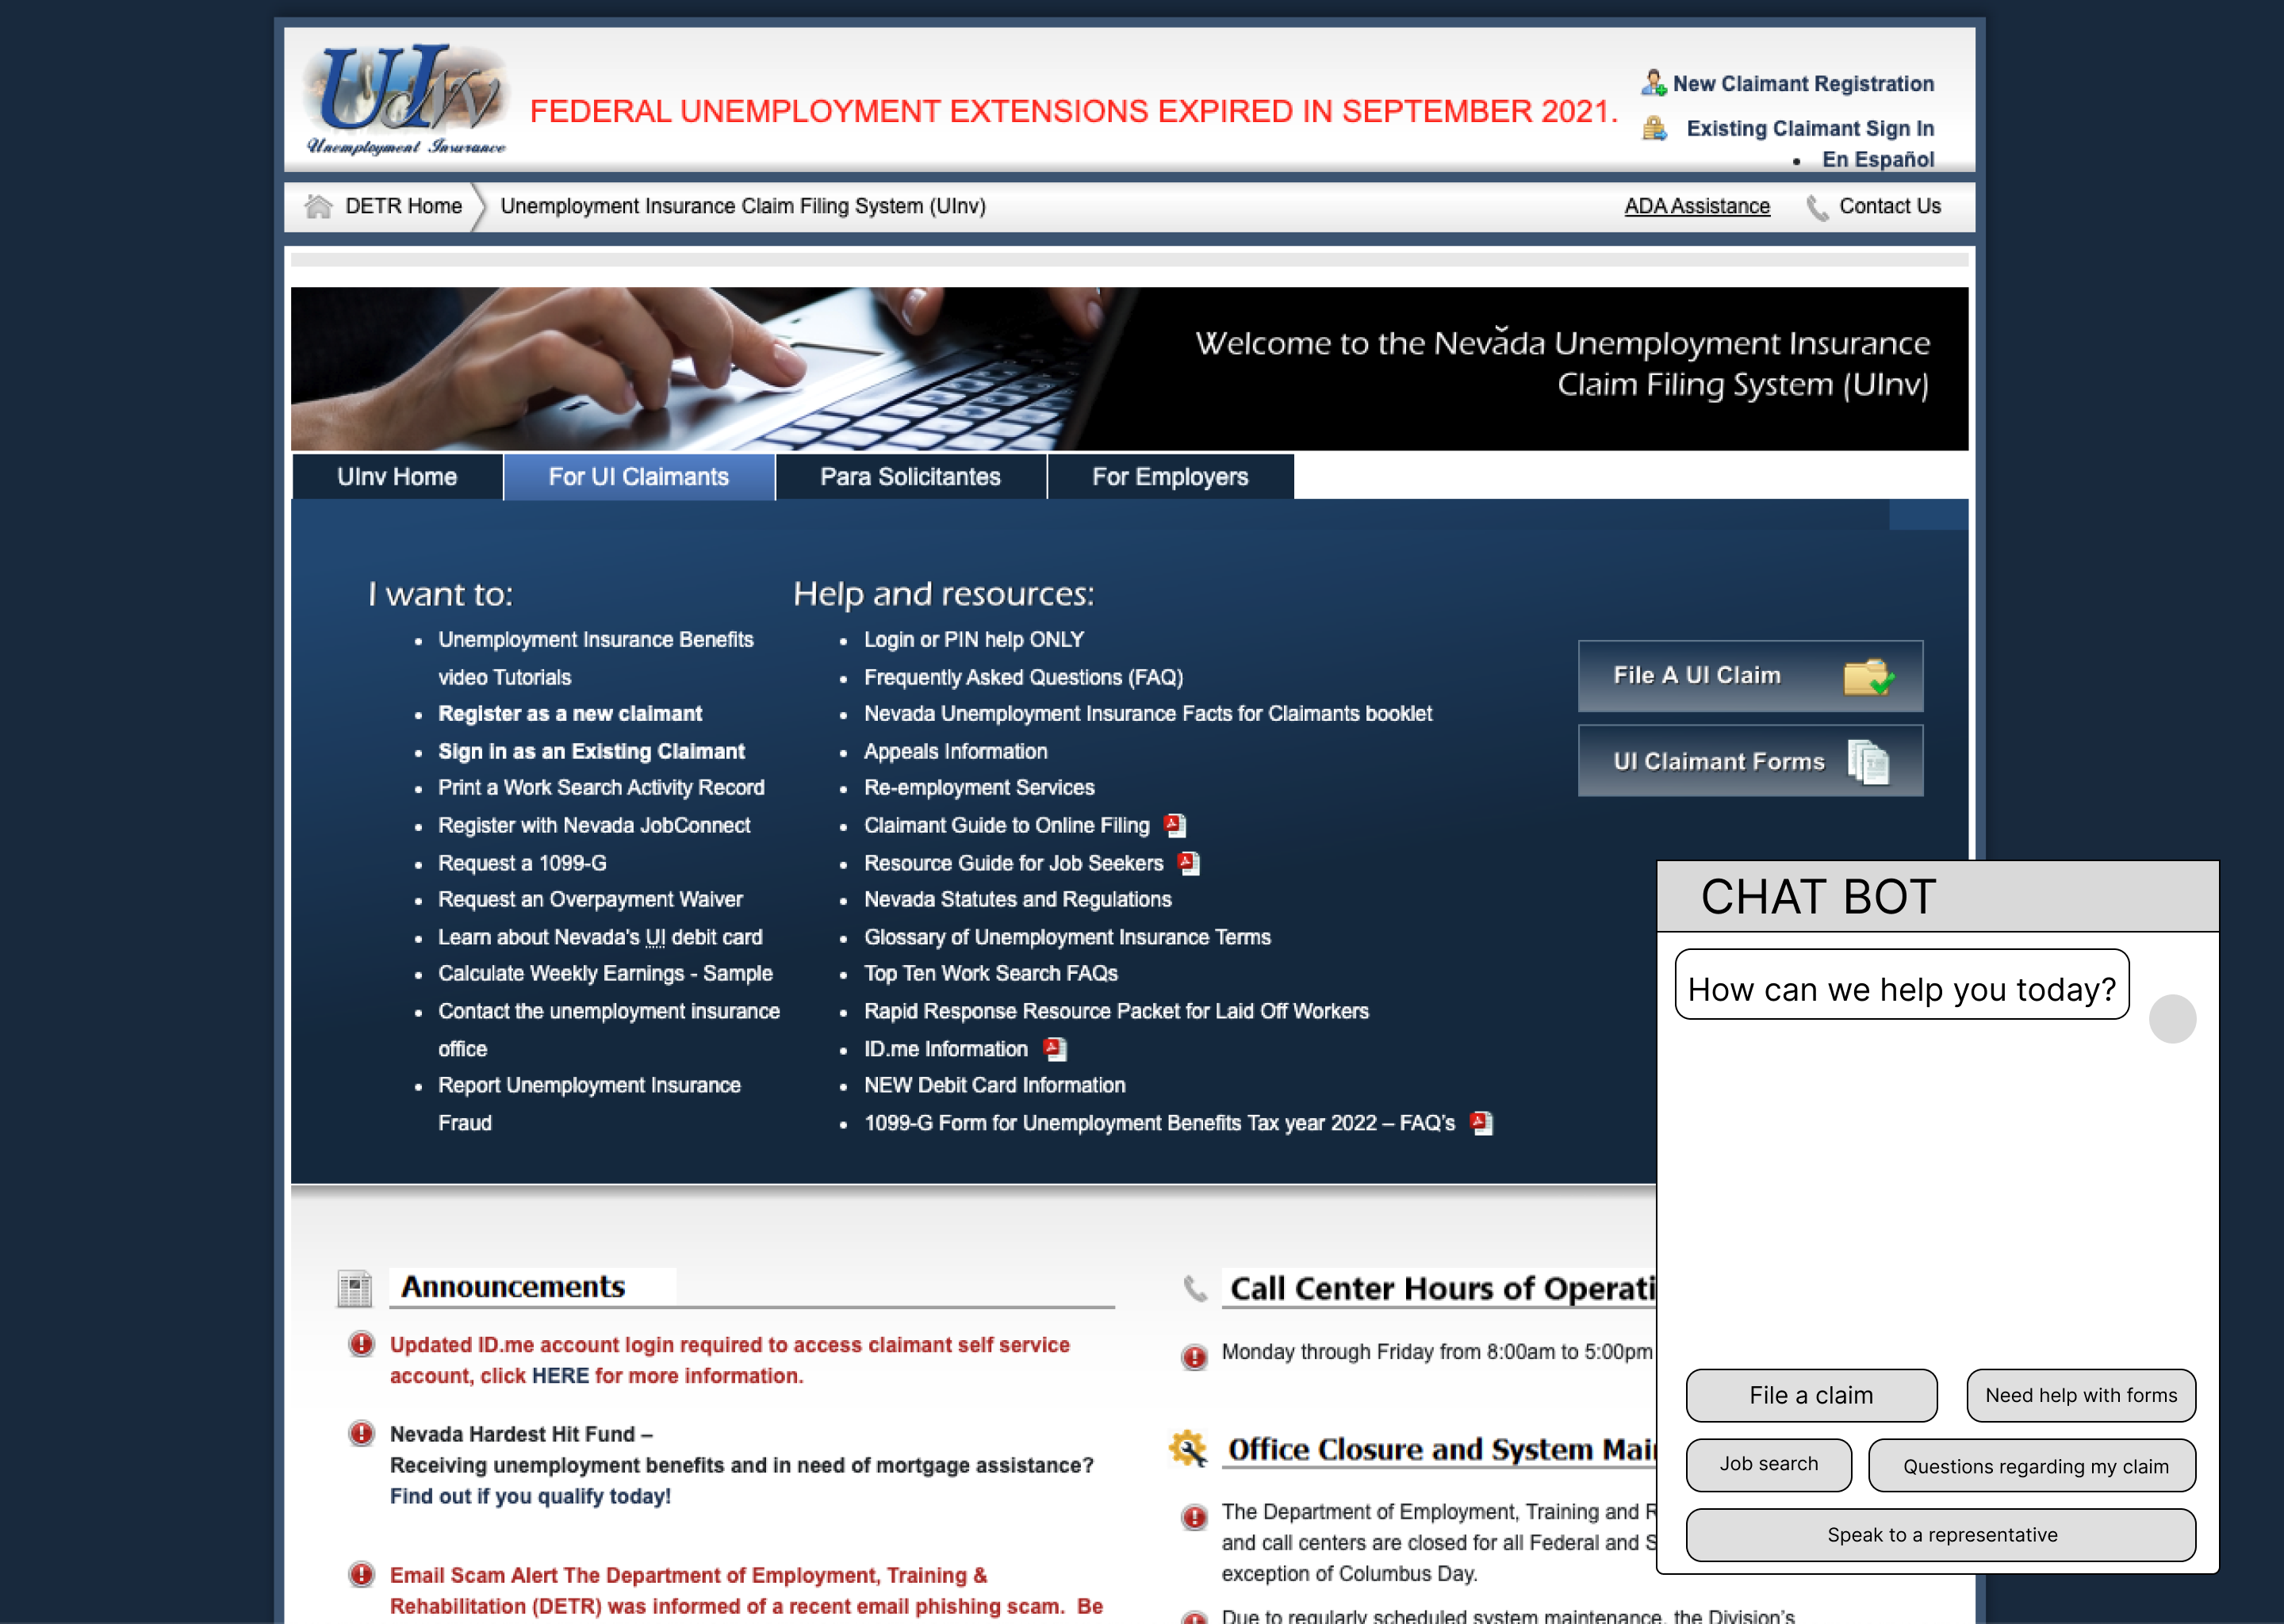 UInv
Unemployment Insurance
FEDERAL UNEMPLOYMENT EXTENSIONS EXPIRED IN SEPTEMBER 2021.
New Claimant Registration
Existing Claimant Sign In
• En Español
DETR Home
Unemployment Insurance Claim Filing System (UInv)
ADA Assistance
Contact Us
Welcome to the Nevăda Unemployment Insurance
Claim Filing System (UInv)
UInv Home
For UI Claimants
Para Solicitantes
For Employers
I want to:
• Unemployment Insurance Benefits
video Tutorials
• Register as a new claimant
• Sign in as an Existing Claimant
• Print a Work Search Activity Record
• Register with Nevada JobConnect
• Request a 1099-G
• Request an Overpayment Waiver
• Learn about Nevada's UI debit card
• Calculate Weekly Earnings - Sample
• Contact the unemployment insurance
office
• Report Unemployment Insurance
Fraud
Help and resources:
• Login or PIN help ONLY
• Frequently Asked Questions (FAQ)
• Nevada Unemployment Insurance Facts for Claimants booklet
• Appeals Information
• Re-employment Services
• Claimant Guide to Online Filing
• Resource Guide for Job Seekers
• Nevada Statutes and Regulations
• Glossary of Unemployment Insurance Terms
• Top Ten Work Search FAQs
• Rapid Response Resource Packet for Laid Off Workers
• ID.me Information
• NEW Debit Card Information
• 1099-G Form for Unemployment Benefits Tax year 2022 – FAQ's
File A UI Claim
UI Claimant Forms
Announcements
Updated ID.me account login required to access claimant self service
account, click HERE for more information.
Nevada Hardest Hit Fund –
Receiving unemployment benefits and in need of mortgage assistance?
Find out if you qualify today!
Email Scam Alert The Department of Employment, Training &
Rehabilitation (DETR) was informed of a recent email phishing scam. Be
Call Center Hours of Operati
Monday through Friday from 8:00am to 5:00pm
Office Closure and System Mai
The Department of Employment, Training and R
and call centers are closed for all Federal and S
exception of Columbus Day.
Due to regularly scheduled system maintenance, the Division's
CHAT BOT
How can we help you today?
File a claim
Need help with forms
Job search
Questions regarding my claim
Speak to a representative